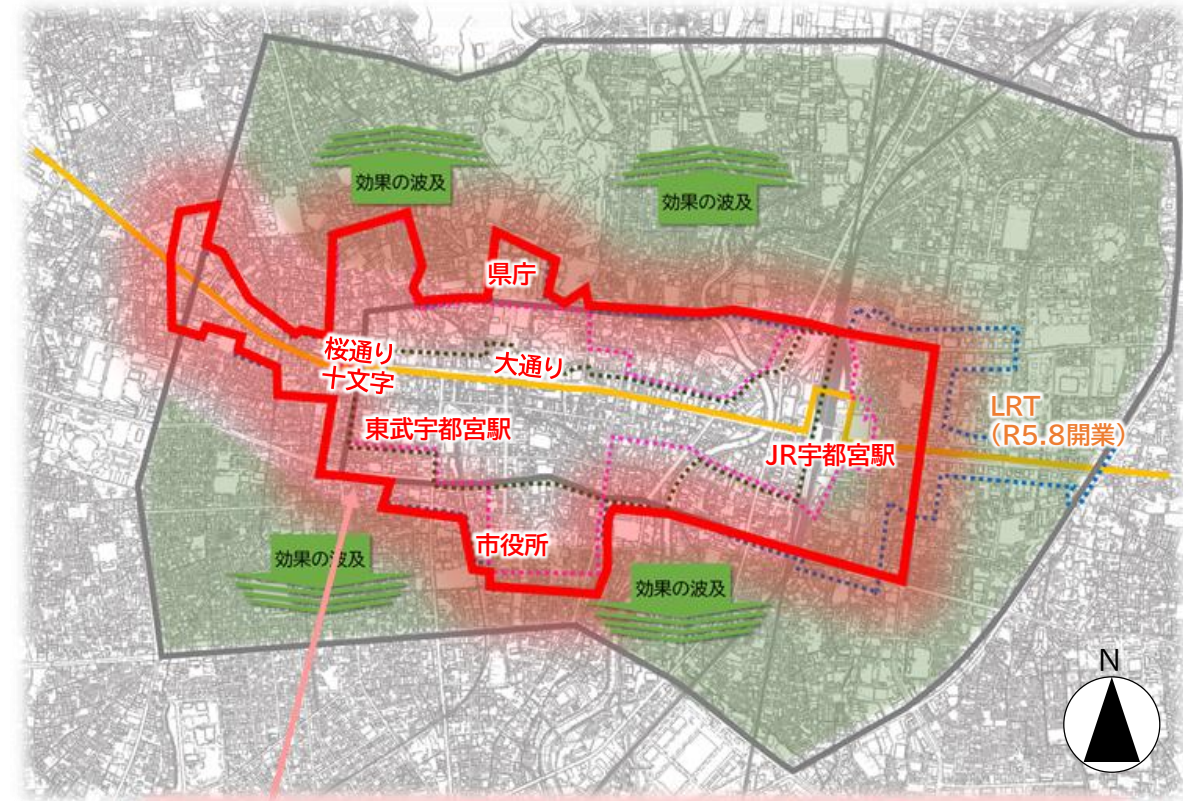 効果の波及
効果の波及
県庁
桜通り
十文字
大通り
東武宇都宮駅
JR宇都宮駅
LRT
（R5.8開業）
市役所
効果の波及
効果の波及
N